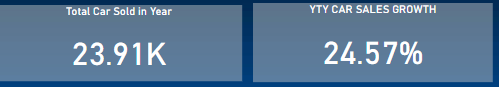 Total Car Sold in Year
23.91K
YTY CAR SALES GROWTH
24.57%